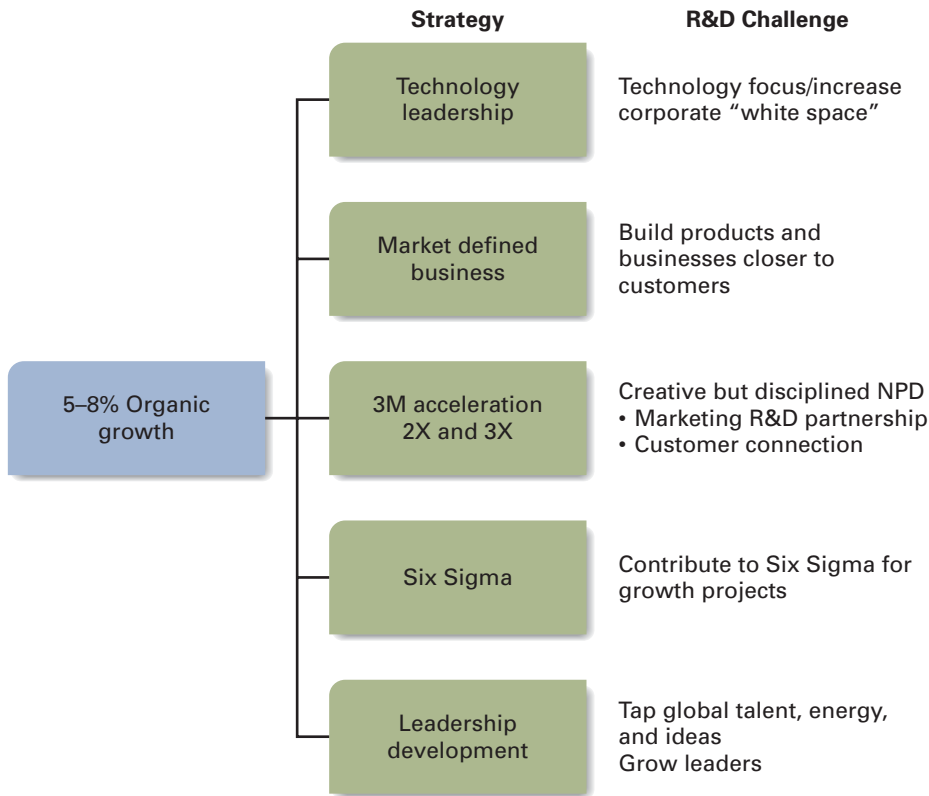 Strategy
R&D Challenge
Technology
leadership
Technology focus/increase
corporate “white space”
Market defined
business
Build products and
businesses closer to
customers
5–8% Organic
growth
3M acceleration
2X and 3X
Creative but disciplined NPD
• Marketing R&D partnership
• Customer connection
Six Sigma
Contribute to Six Sigma for
growth projects
Leadership
development
Tap global talent, energy,
and ideas
Grow leaders